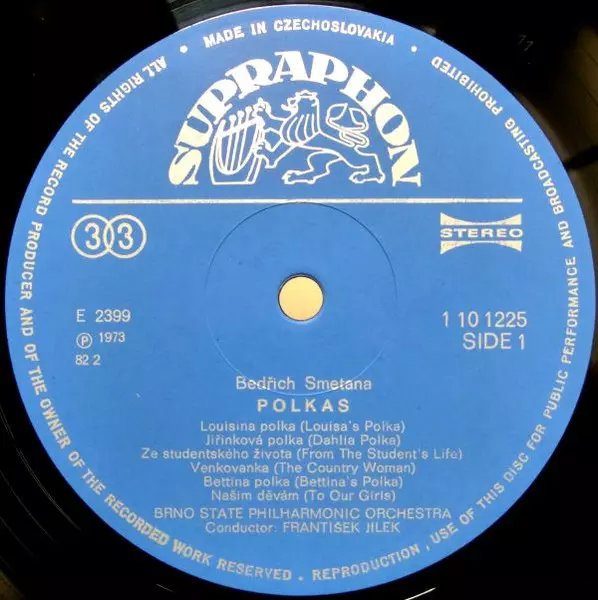 • MADE IN CZECHOSLOVAKIA •
ALL RIGHTS OF THE RECORD PRODUCER AND OF THE OWNER OF THE RECORDED WORK RESERVED - REPRODUCTION, USE OF THIS DISC FOR PUBLIC PERFORMANCE AND BROADCASTING PROHIBITED
SUPRAPHON
33
STEREO
E 2399
℗ 1973
82 2
1 10 1225
SIDE 1
Bedřich Smetana
POLKAS
Louisina polka (Louisa's Polka)
Jiřinková polka (Dahlia Polka)
Ze studentského života (From The Student's Life)
Venkovanka (The Country Woman)
Bettina polka (Bettina's Polka)
Našim děvám (To Our Girls)
BRNO STATE PHILHARMONIC ORCHESTRA
Conductor: FRANTISEK JILEK